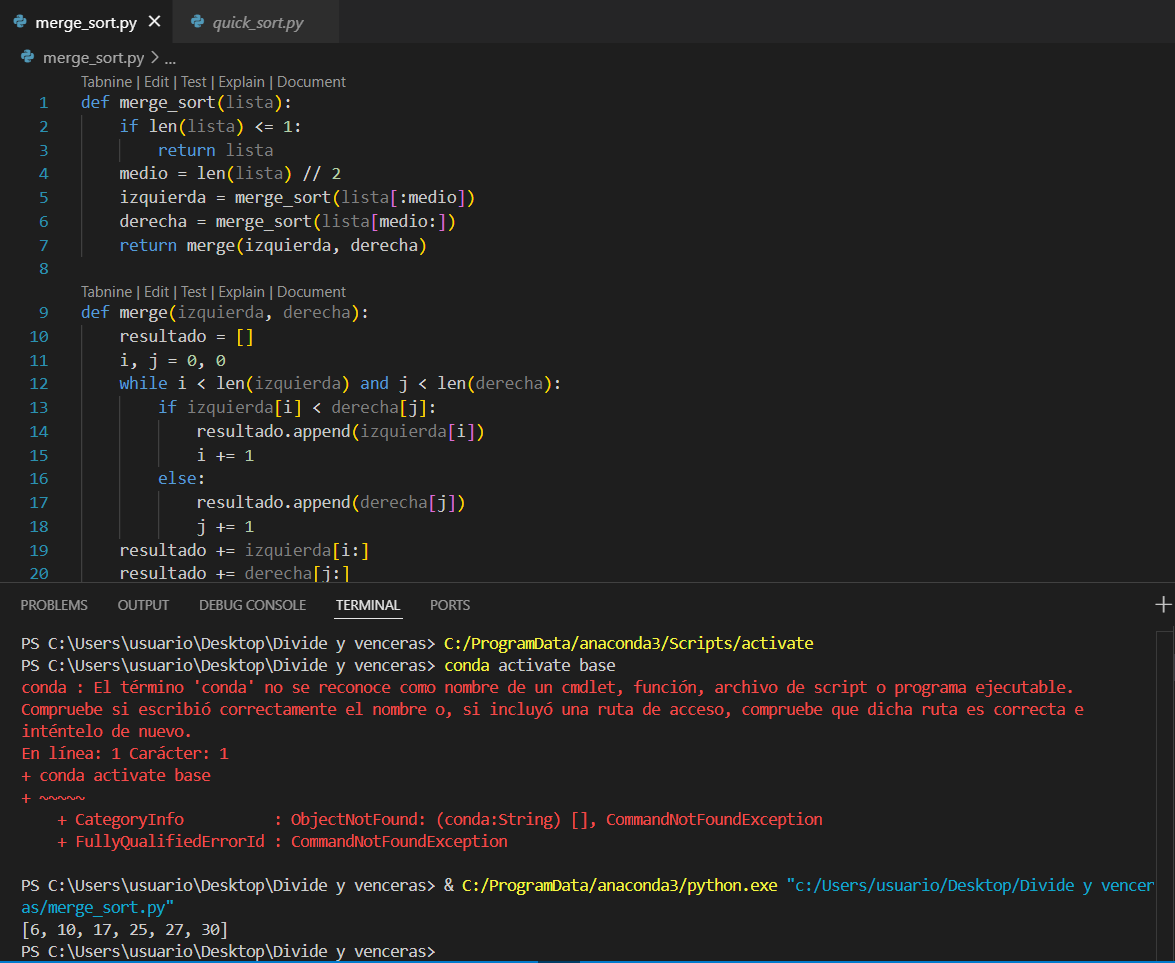 merge_sort.py ✕ quick_sort.py
merge_sort.py > ...
Tabnine | Edit | Test | Explain | Document
1 def merge_sort(lista):
2     if len(lista) <= 1:
3         return lista
4     medio = len(lista) // 2
5     izquierda = merge_sort(lista[:medio])
6     derecha = merge_sort(lista[medio:])
7     return merge(izquierda, derecha)
8
Tabnine | Edit | Test | Explain | Document
9 def merge(izquierda, derecha):
10     resultado = []
11     i, j = 0, 0
12     while i < len(izquierda) and j < len(derecha):
13         if izquierda[i] < derecha[j]:
14             resultado.append(izquierda[i])
15             i += 1
16         else:
17             resultado.append(derecha[j])
18             j += 1
19     resultado += izquierda[i:]
20     resultado += derecha[j:]
PROBLEMS OUTPUT DEBUG CONSOLE TERMINAL PORTS +
PS C:\Users\usuario\Desktop\Divide y venceras> C:/ProgramData/anaconda3/Scripts/activate
PS C:\Users\usuario\Desktop\Divide y venceras> conda activate base
conda : El término 'conda' no se reconoce como nombre de un cmdlet, función, archivo de script o programa ejecutable.
Compruebe si escribió correctamente el nombre o, si incluyó una ruta de acceso, compruebe que dicha ruta es correcta e
inténtelo de nuevo.
En línea: 1 Carácter: 1
+ conda activate base
+ ~~~~~
    + CategoryInfo          : ObjectNotFound: (conda:String) [], CommandNotFoundException
    + FullyQualifiedErrorId : CommandNotFoundException
PS C:\Users\usuario\Desktop\Divide y venceras> & C:/ProgramData/anaconda3/python.exe "c:/Users/usuario/Desktop/Divide y vencer
as/merge_sort.py"
[6, 10, 17, 25, 27, 30]
PS C:\Users\usuario\Desktop\Divide y venceras>